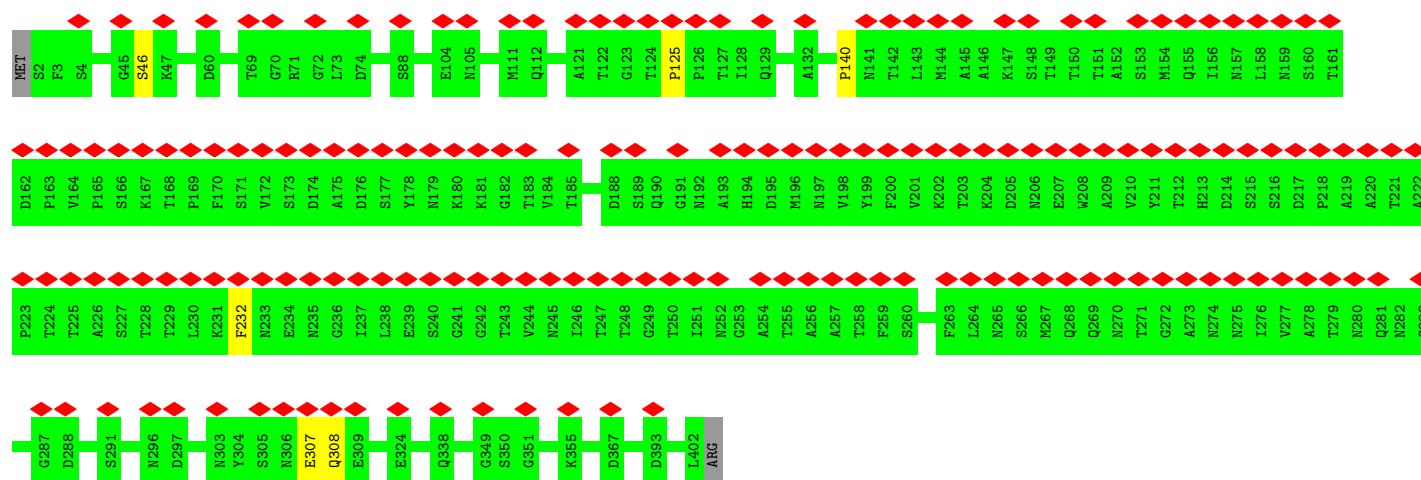 MET S2 F3 S4 G45 S46 K47 D60 T69 G70 R71 G72 L73 D74 S88 E104 N105 M111 Q112 A121 T122 G123 T124 P125 P126 T127 I128 Q129 A132 P140 N141 T142 L143 M144 A145 A146 K147 S148 T149 T150 T151 A152 S153 M154 Q155 I156 N157 L158 N159 S160 T161
D162 P163 V164 P165 S166 K167 T168 P169 F170 S171 V172 S173 D174 A175 D176 S177 Y178 N179 K180 K181 G182 T183 V184 T185 D188 S189 Q190 G191 N192 A193 H194 D195 M196 N197 V198 Y199 F200 V201 K202 T203 K204 D205 N206 E207 W208 A209 V210 Y211 T212 H213 D214 S215 S216 D217 P218 A219 A220 T221 A222
P223 T224 T225 A226 S227 T228 T229 L230 K231 F232 N233 E234 N235 G236 I237 L238 E239 S240 G241 G242 T243 V244 N245 I246 T247 T248 G249 T250 I251 N252 G253 A254 T255 A256 A257 T258 F259 S260 F263 L264 N265 S266 M267 Q268 Q269 N270 T271 G272 A273 N274 N275 I276 V277 A278 T279 N280 Q281 N282
G287 D288 S291 N296 D297 N303 Y304 S305 N306 E307 Q308 E309 E324 Q338 G349 S350 G351 K355 D367 D393 L402 ARG